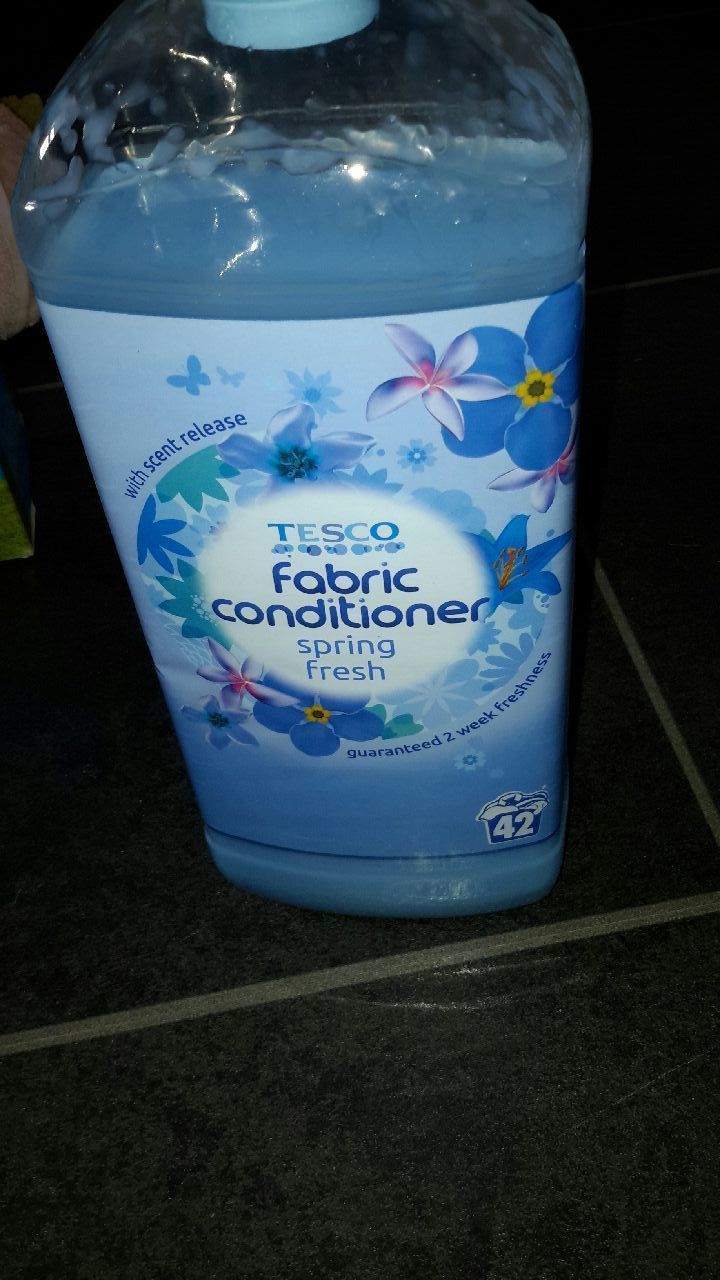 with scent release
TESCO
fabric
conditioner
spring
fresh
guaranteed 2 week freshness
42